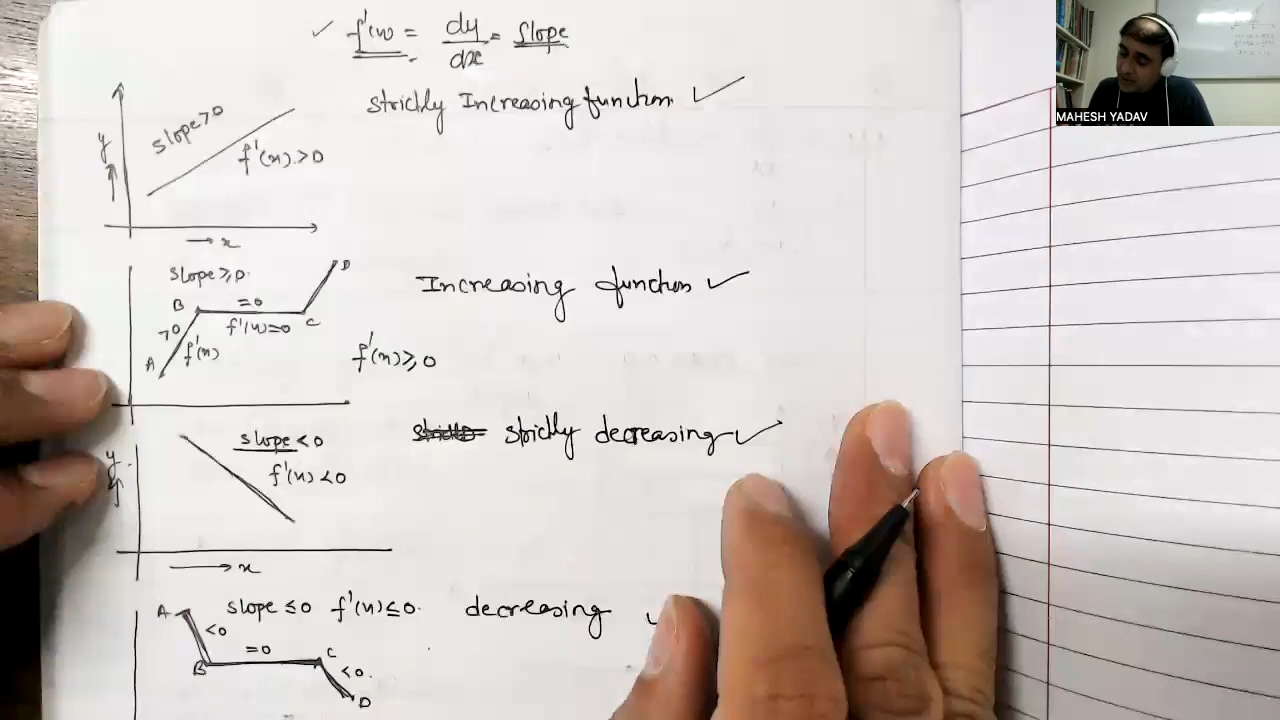 f'(x) = dy/dx = slope
strictly Increasing function
slope>0
f'(x) >0
y
x
slope≥0
Increasing function
A B C D
>0
=0
f'(x)=0
f'(x)
f'(x)≥0
strictly decreasing
slope<0
f'(x) <0
y
x
slope ≤0 f'(x)≤0. decreasing
A B C D
<0
=0
<0.
MAHESH YADAV